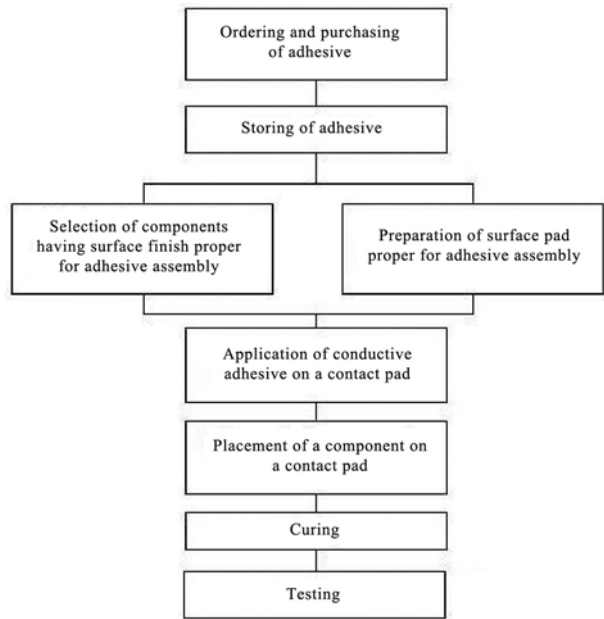 Ordering and purchasing
of adhesive
Storing of adhesive
Selection of components
having surface finish proper
for adhesive assembly
Preparation of surface pad
proper for adhesive assembly
Application of conductive
adhesive on a contact pad
Placement of a component on
a contact pad
Curing
Testing